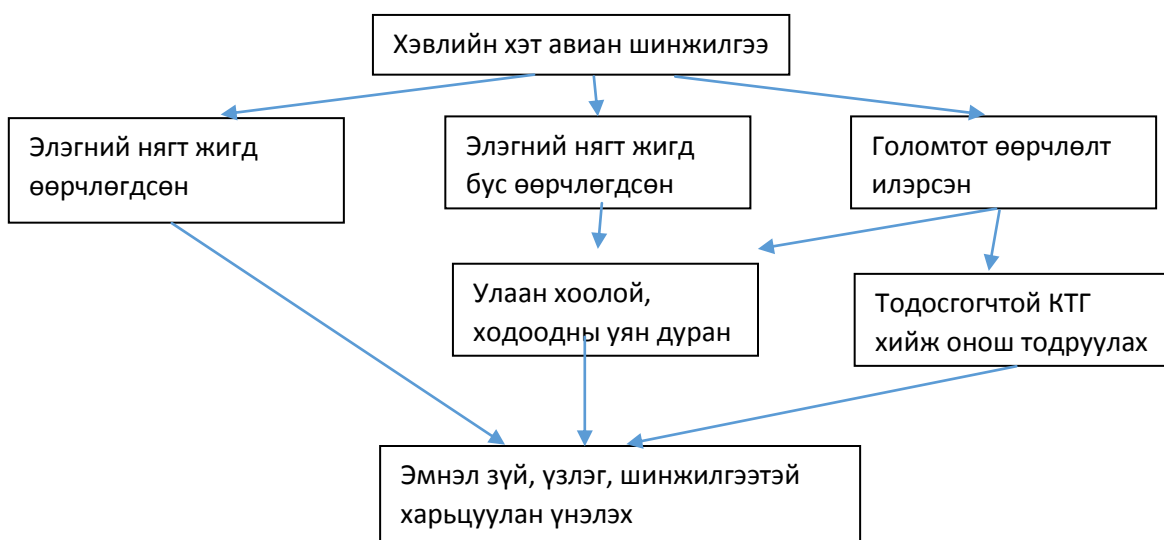 Хэвлийн хэт авиан шинжилгээ
Элэгний нягт жигд
өөрчлөгдсөн
Элэгний нягт жигд
бус өөрчлөгдсөн
Голомтот өөрчлөлт
илэрсэн
Улаан хоолой,
ходоодны уян дуран
Тодосгогчтой КТГ
хийж онош тодруулах
Эмнэл зүй, үзлэг, шинжилгээтэй
харьцуулан үнэлэх